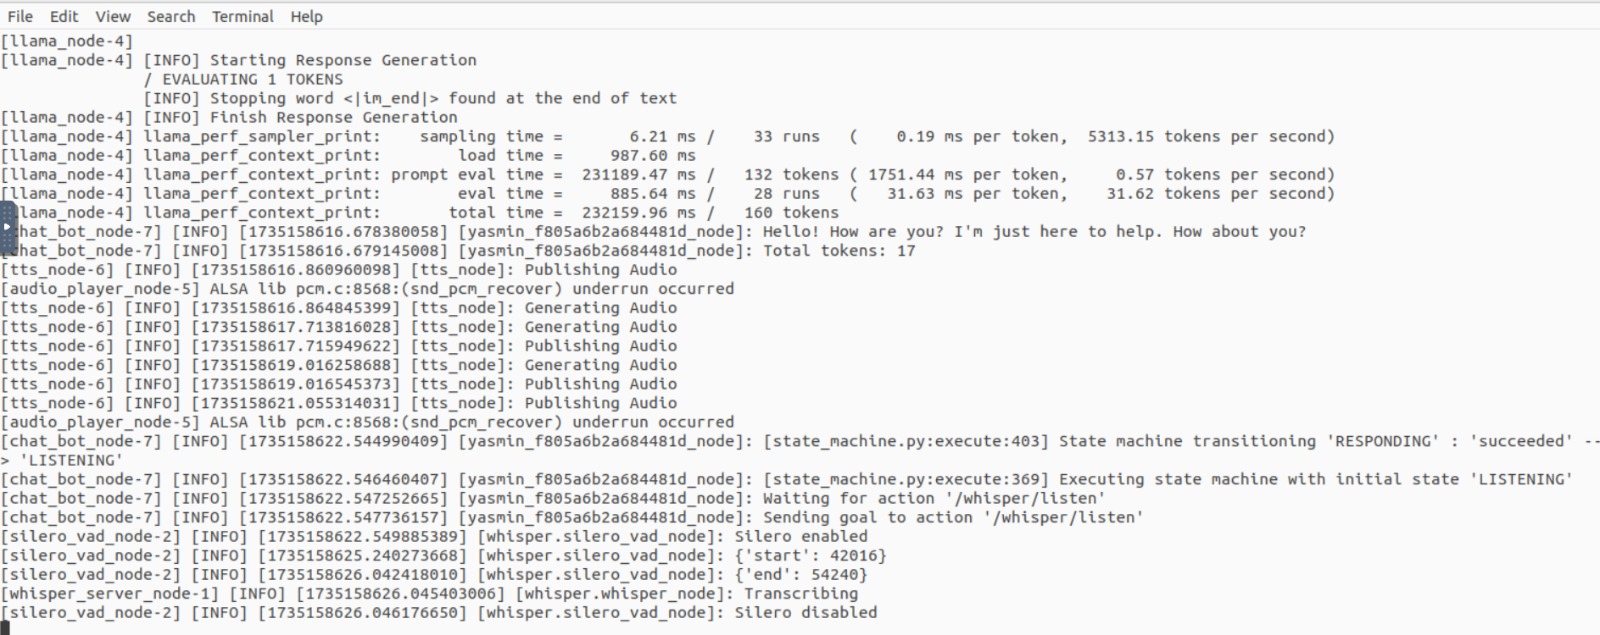 File Edit View Search Terminal Help
[llama_node-4]
[llama_node-4] [INFO] Starting Response Generation
/ EVALUATING 1 TOKENS
[INFO] Stopping word <|im_end|> found at the end of text
[llama_node-4] [INFO] Finish Response Generation
[llama_node-4] llama_perf_sampler_print:    sampling time =       6.21 ms /    33 runs   (    0.19 ms per token,  5313.15 tokens per second)
[llama_node-4] llama_perf_context_print:        load time =     987.60 ms
[llama_node-4] llama_perf_context_print: prompt eval time =  231189.47 ms /   132 tokens ( 1751.44 ms per token,     0.57 tokens per second)
[llama_node-4] llama_perf_context_print:        eval time =     885.64 ms /    28 runs   (   31.63 ms per token,    31.62 tokens per second)
lama_node-4] llama_perf_context_print:       total time =  232159.96 ms /   160 tokens
hat_bot_node-7] [INFO] [1735158616.678380058] [yasmin_f805a6b2a684481d_node]: Hello! How are you? I'm just here to help. How about you?
chat_bot_node-7] [INFO] [1735158616.679145008] [yasmin_f805a6b2a684481d_node]: Total tokens: 17
[tts_node-6] [INFO] [1735158616.860960098] [tts_node]: Publishing Audio
[audio_player_node-5] ALSA lib pcm.c:8568:(snd_pcm_recover) underrun occurred
[tts_node-6] [INFO] [1735158616.864845399] [tts_node]: Generating Audio
[tts_node-6] [INFO] [1735158617.713816028] [tts_node]: Generating Audio
[tts_node-6] [INFO] [1735158617.715949622] [tts_node]: Publishing Audio
[tts_node-6] [INFO] [1735158619.016258688] [tts_node]: Generating Audio
[tts_node-6] [INFO] [1735158619.016545373] [tts_node]: Publishing Audio
[tts_node-6] [INFO] [1735158621.055314031] [tts_node]: Publishing Audio
[audio_player_node-5] ALSA lib pcm.c:8568:(snd_pcm_recover) underrun occurred
[chat_bot_node-7] [INFO] [1735158622.544990409] [yasmin_f805a6b2a684481d_node]: [state_machine.py:execute:403] State machine transitioning 'RESPONDING' : 'succeeded' --
> 'LISTENING'
[chat_bot_node-7] [INFO] [1735158622.546460407] [yasmin_f805a6b2a684481d_node]: [state_machine.py:execute:369] Executing state machine with initial state 'LISTENING'
[chat_bot_node-7] [INFO] [1735158622.547252665] [yasmin_f805a6b2a684481d_node]: Waiting for action '/whisper/listen'
[chat_bot_node-7] [INFO] [1735158622.547736157] [yasmin_f805a6b2a684481d_node]: Sending goal to action '/whisper/listen'
[silero_vad_node-2] [INFO] [1735158622.549885389] [whisper.silero_vad_node]: Silero enabled
[silero_vad_node-2] [INFO] [1735158625.240273668] [whisper.silero_vad_node]: {'start': 42016}
[silero_vad_node-2] [INFO] [1735158626.042418010] [whisper.silero_vad_node]: {'end': 54240}
[whisper_server_node-1] [INFO] [1735158626.045403006] [whisper.whisper_node]: Transcribing
[silero_vad_node-2] [INFO] [1735158626.046176650] [whisper.silero_vad_node]: Silero disabled